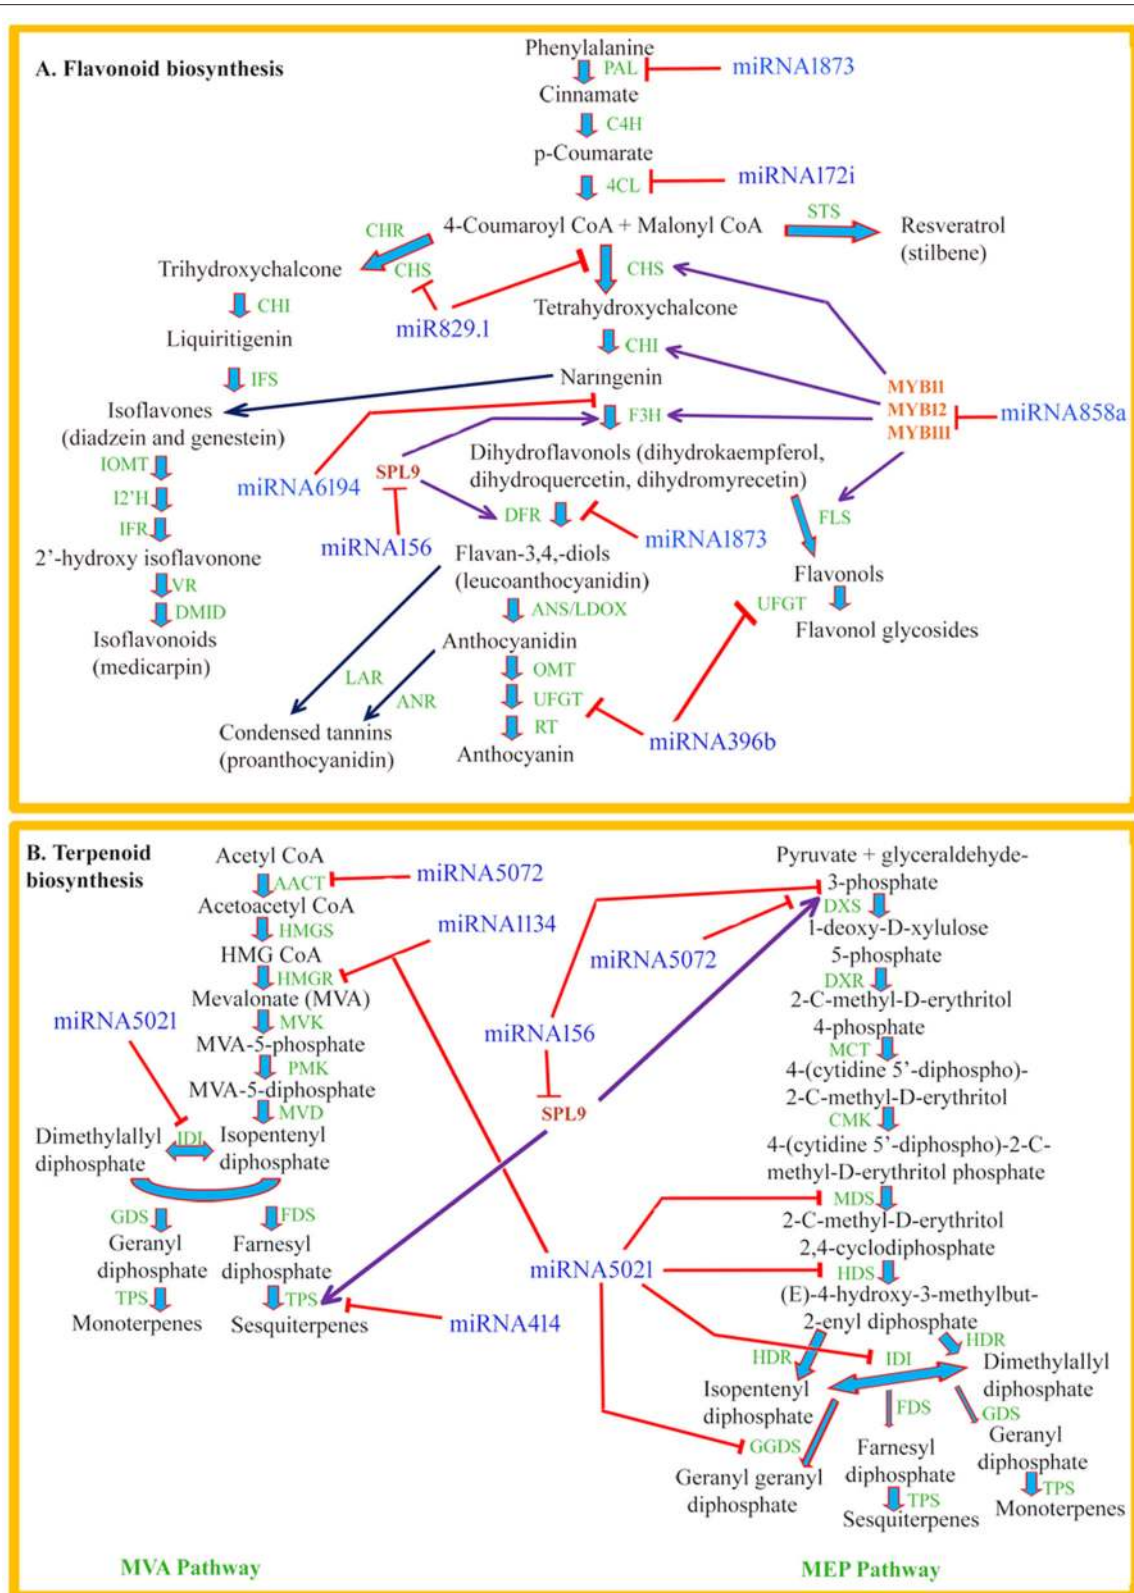 A. Flavonoid biosynthesis
Phenylalanine
PAL
miRNA1873
Cinnamate
C4H
p-Coumarate
4CL
miRNA172i
4-Coumaroyl CoA + Malonyl CoA
STS
Resveratrol
(stilbene)
CHR
CHS
Trihydroxychalcone
CHS
CHI
miR829.1
Tetrahydroxychalcone
Liquiritigenin
CHI
IFS
Naringenin
MYB11
MYB12
MYB111
miRNA858a
Isoflavones
(diadzein and genestein)
F3H
IOMT
I2’H
IFR
miRNA6194
SPL9
Dihydroflavonols (dihydrokaempferol,
dihydroquercetin, dihydromyrecetin)
DFR
FLS
miRNA156
miRNA1873
2’-hydroxy isoflavonone
VR
DMID
Isoflavonoids
(medicarpin)
Flavan-3,4,-diols
(leucoanthocyanidin)
Flavonols
UFGT
Flavonol glycosides
ANS/LDOX
Anthocyanidin
OMT
UFGT
RT
Anthocyanin
LAR
ANR
miRNA396b
Condensed tannins
(proanthocyanidin)
B. Terpenoid
biosynthesis
Acetyl CoA
AACT
miRNA5072
Acetoacetyl CoA
HMGS
miRNA1134
HMG CoA
HMGR
Mevalonate (MVA)
miRNA5021
MVK
MVA-5-phosphate
PMK
MVA-5-diphosphate
MVD
Dimethylallyl
diphosphate
IDI
Isopentenyl
diphosphate
GDS
FDS
Geranyl
diphosphate
Farnesyl
diphosphate
TPS
TPS
Monoterpenes
Sesquiterpenes
miRNA414
miRNA5072
miRNA156
SPL9
miRNA5021
Pyruvate + glyceraldehyde-
3-phosphate
DXS
1-deoxy-D-xylulose
5-phosphate
DXR
2-C-methyl-D-erythritol
4-phosphate
MCT
4-(cytidine 5’-diphospho)-
2-C-methyl-D-erythritol
CMK
4-(cytidine 5’-diphospho)-2-C-
methyl-D-erythritol phosphate
MDS
2-C-methyl-D-erythritol
2,4-cyclodiphosphate
HDS
(E)-4-hydroxy-3-methylbut-
2-enyl diphosphate
HDR
HDR
IDI
Isopentenyl
diphosphate
Dimethylallyl
diphosphate
FDS
GDS
GGDS
Geranyl geranyl
diphosphate
Farnesyl
diphosphate
Geranyl
diphosphate
TPS
TPS
Sesquiterpenes
Monoterpenes
MVA Pathway
MEP Pathway